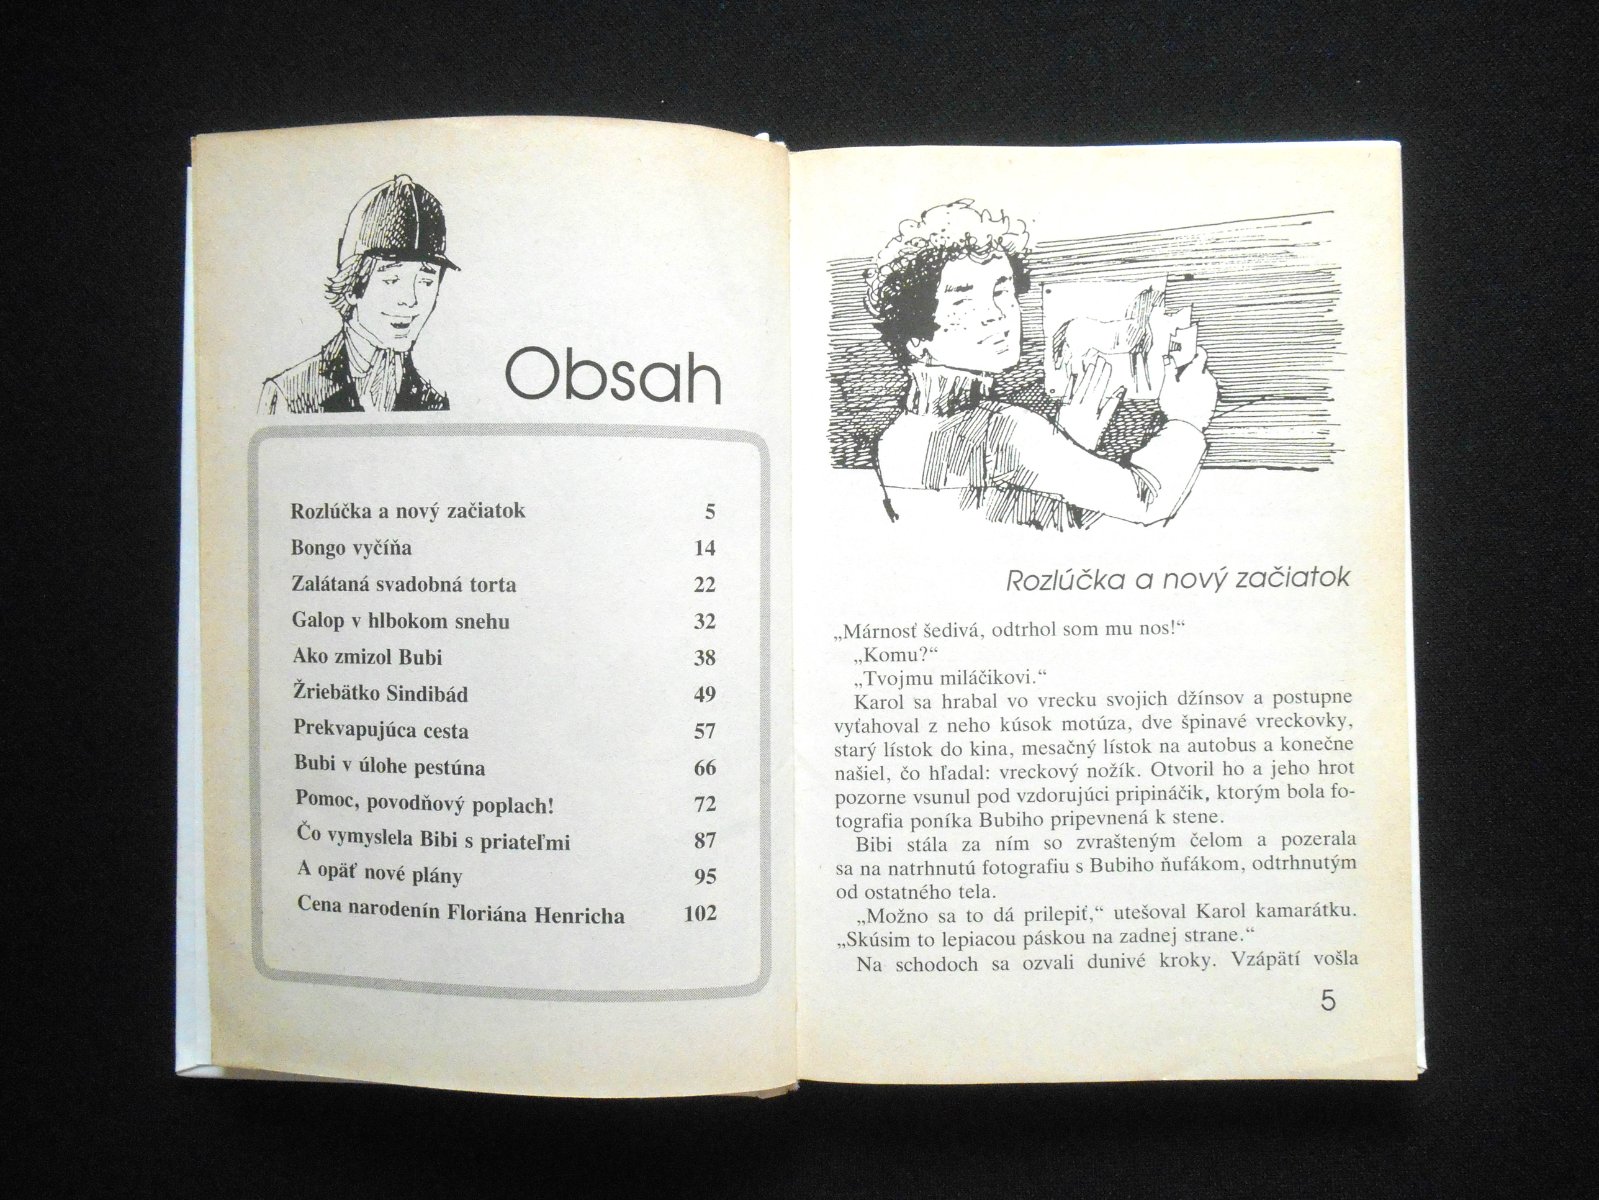 Obsah
Rozlúčka a nový začiatok 5
Bongo vyčíňa 14
Zalátaná svadobná torta 22
Galop v hlbokom snehu 32
Ako zmizol Bubi 38
Žriebätko Sindibád 49
Prekvapujúca cesta 57
Bubi v úlohe pestúna 66
Pomoc, povodňový poplach! 72
Čo vymyslela Bibi s priateľmi 87
A opäť nové plány 95
Cena narodenín Floriána Henricha 102
Rozlúčka a nový začiatok
„Márnosť šedivá, odtrhol som mu nos!“
„Komu?“
„Tvojmu miláčikovi.“
Karol sa hrabal vo vrecku svojich džínsov a postupne
vyťahoval z neho kúsok motúza, dve špinavé vreckovky,
starý lístok do kina, mesačný lístok na autobus a konečne
našiel, čo hľadal: vreckový nožík. Otvoril ho a jeho hrot
pozorne vsunul pod vzdorujúci pripináčik, ktorým bola fo-
tografia poníka Bubiho pripevnená k stene.
Bibi stála za ním so zvrašteným čelom a pozerala
sa na natrhnutú fotografiu s Bubiho ňufákom, odtrhnutým
od ostatného tela.
„Možno sa to dá prilepiť,“ utešoval Karol kamarátku.
„Skúsim to lepiacou páskou na zadnej strane.“
Na schodoch sa ozvali dunivé kroky. Vzápätí vošla
5